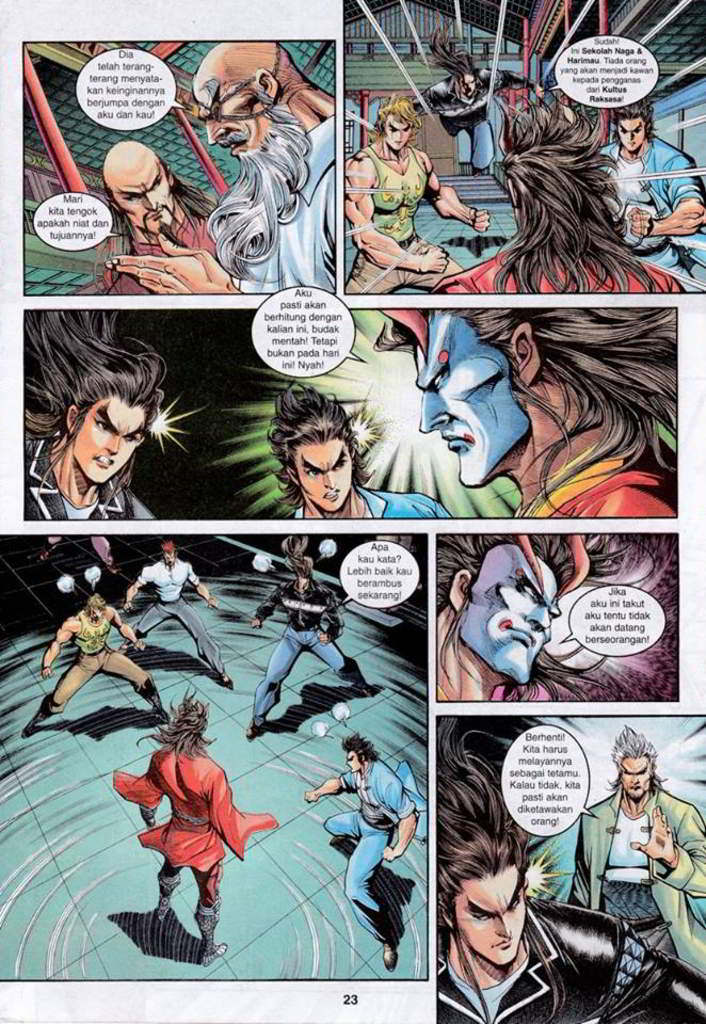 Dia
telah terang-
terang menyata-
kan keinginannya
berjumpa dengan
aku dan kau!
Mari
kita tengok
apakah niat dan
tujuannya!
Sudah!
Ini Sekolah Naga &
Harimau. Tiada orang
yang akan menjadi kawan
kepada pengganas
dari Kultus
Raksasa!
Aku
pasti akan
berhitung dengan
kalian ini, budak
mentah! Tetapi
bukan pada hari
ini! Nyah!
Apa
kau kata?
Lebih baik kau
berambus
sekarang!
Jika
aku ini takut
aku tentu tidak
akan datang
berseorangan!
Berhenti!
Kita harus
melayannya
sebagai tetamu.
Kalau tidak, kita
pasti akan
diketawakan
orang!
23